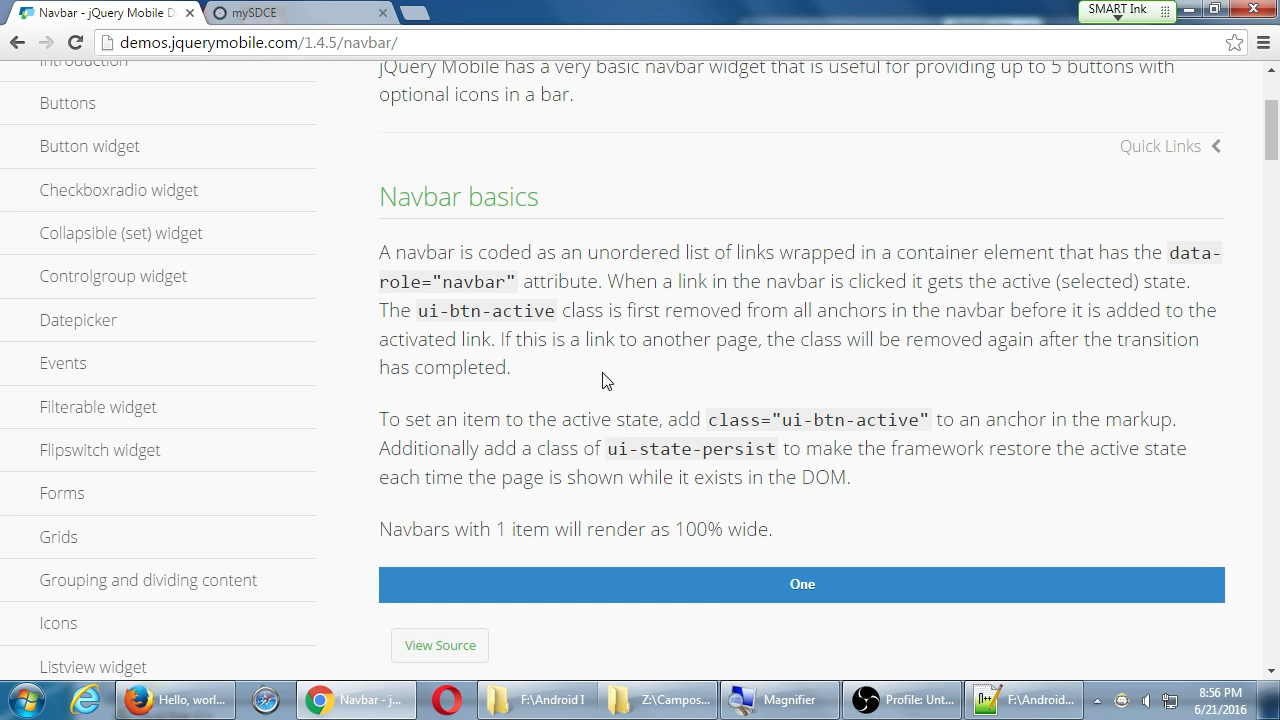 Navbar - jQuery Mobile D
mySDCE
SMART Ink
demos.jquerymobile.com/1.4.5/navbar/
Introduction
Buttons
Button widget
Checkboxradio widget
Collapsible (set) widget
Controlgroup widget
Datepicker
Events
Filterable widget
Flipswitch widget
Forms
Grids
Grouping and dividing content
Icons
Listview widget
jQuery Mobile has a very basic navbar widget that is useful for providing up to 5 buttons with
optional icons in a bar.
Quick Links
Navbar basics
A navbar is coded as an unordered list of links wrapped in a container element that has the data-
role="navbar" attribute. When a link in the navbar is clicked it gets the active (selected) state.
The ui-btn-active class is first removed from all anchors in the navbar before it is added to the
activated link. If this is a link to another page, the class will be removed again after the transition
has completed.
To set an item to the active state, add class="ui-btn-active" to an anchor in the markup.
Additionally add a class of ui-state-persist to make the framework restore the active state
each time the page is shown while it exists in the DOM.
Navbars with 1 item will render as 100% wide.
One
View Source
Hello, worl...
Navbar - j...
F:\Android I
Z:\Campos...
Magnifier
Profile: Unt...
F:\Android...
8:56 PM
6/21/2016